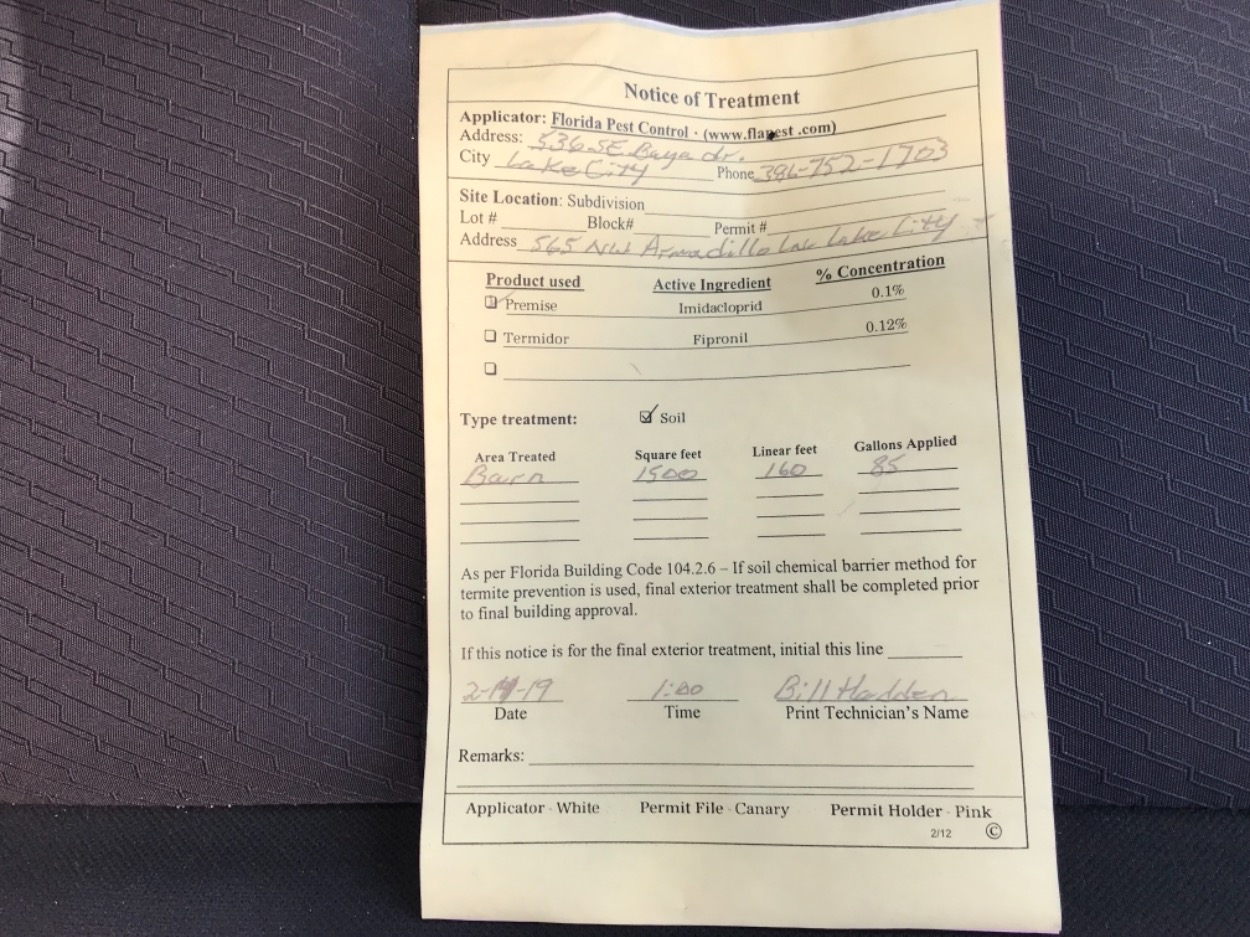 Notice of Treatment
Applicator: Florida Pest Control · (www.flapest .com)
Address: 536 SE Baya dr.
City Lake City Phone 386-752-1703
Site Location: Subdivision
Lot # Block# Permit #
Address 565 NW Armadillo Lake City
Product used Active Ingredient % Concentration
Premise Imidacloprid 0.1%
Termidor Fipronil 0.12%
Type treatment: Soil
Area Treated Square feet Linear feet Gallons Applied
Barn 1500 160 85
As per Florida Building Code 104.2.6 – If soil chemical barrier method for
termite prevention is used, final exterior treatment shall be completed prior
to final building approval.
If this notice is for the final exterior treatment, initial this line
1:00 Bill Hadden
Date Time Print Technician's Name
Remarks:
Applicator - White Permit File - Canary Permit Holder - Pink
2/12 ©